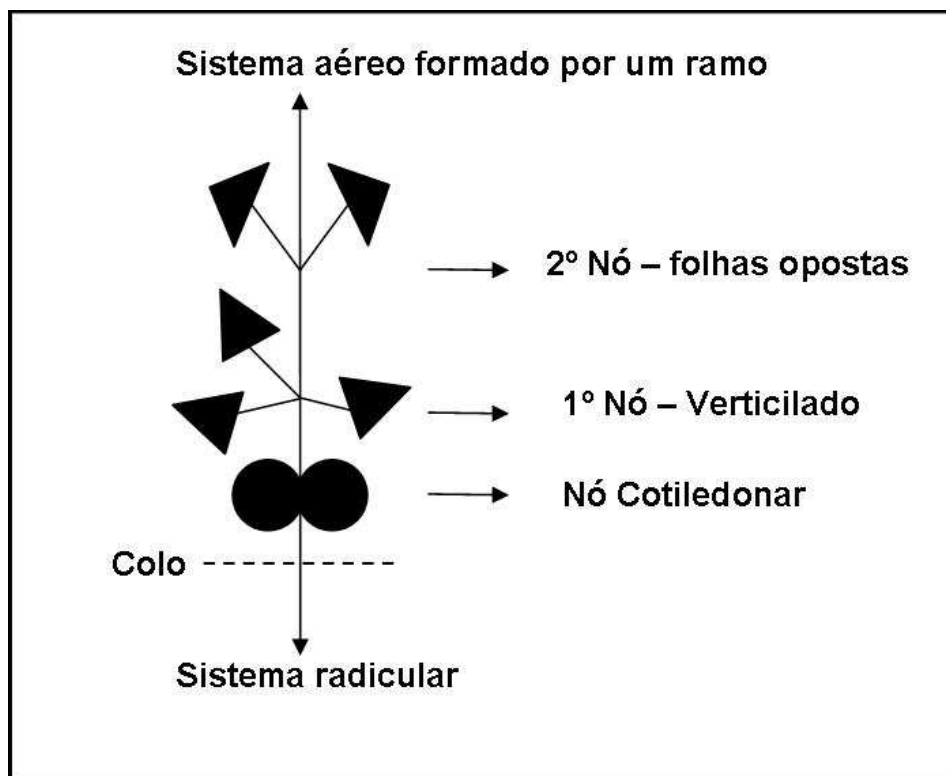 Sistema aéreo formado por um ramo
2º Nó – folhas opostas
1º Nó – Verticilado
Nó Cotiledonar
Colo
Sistema radicular